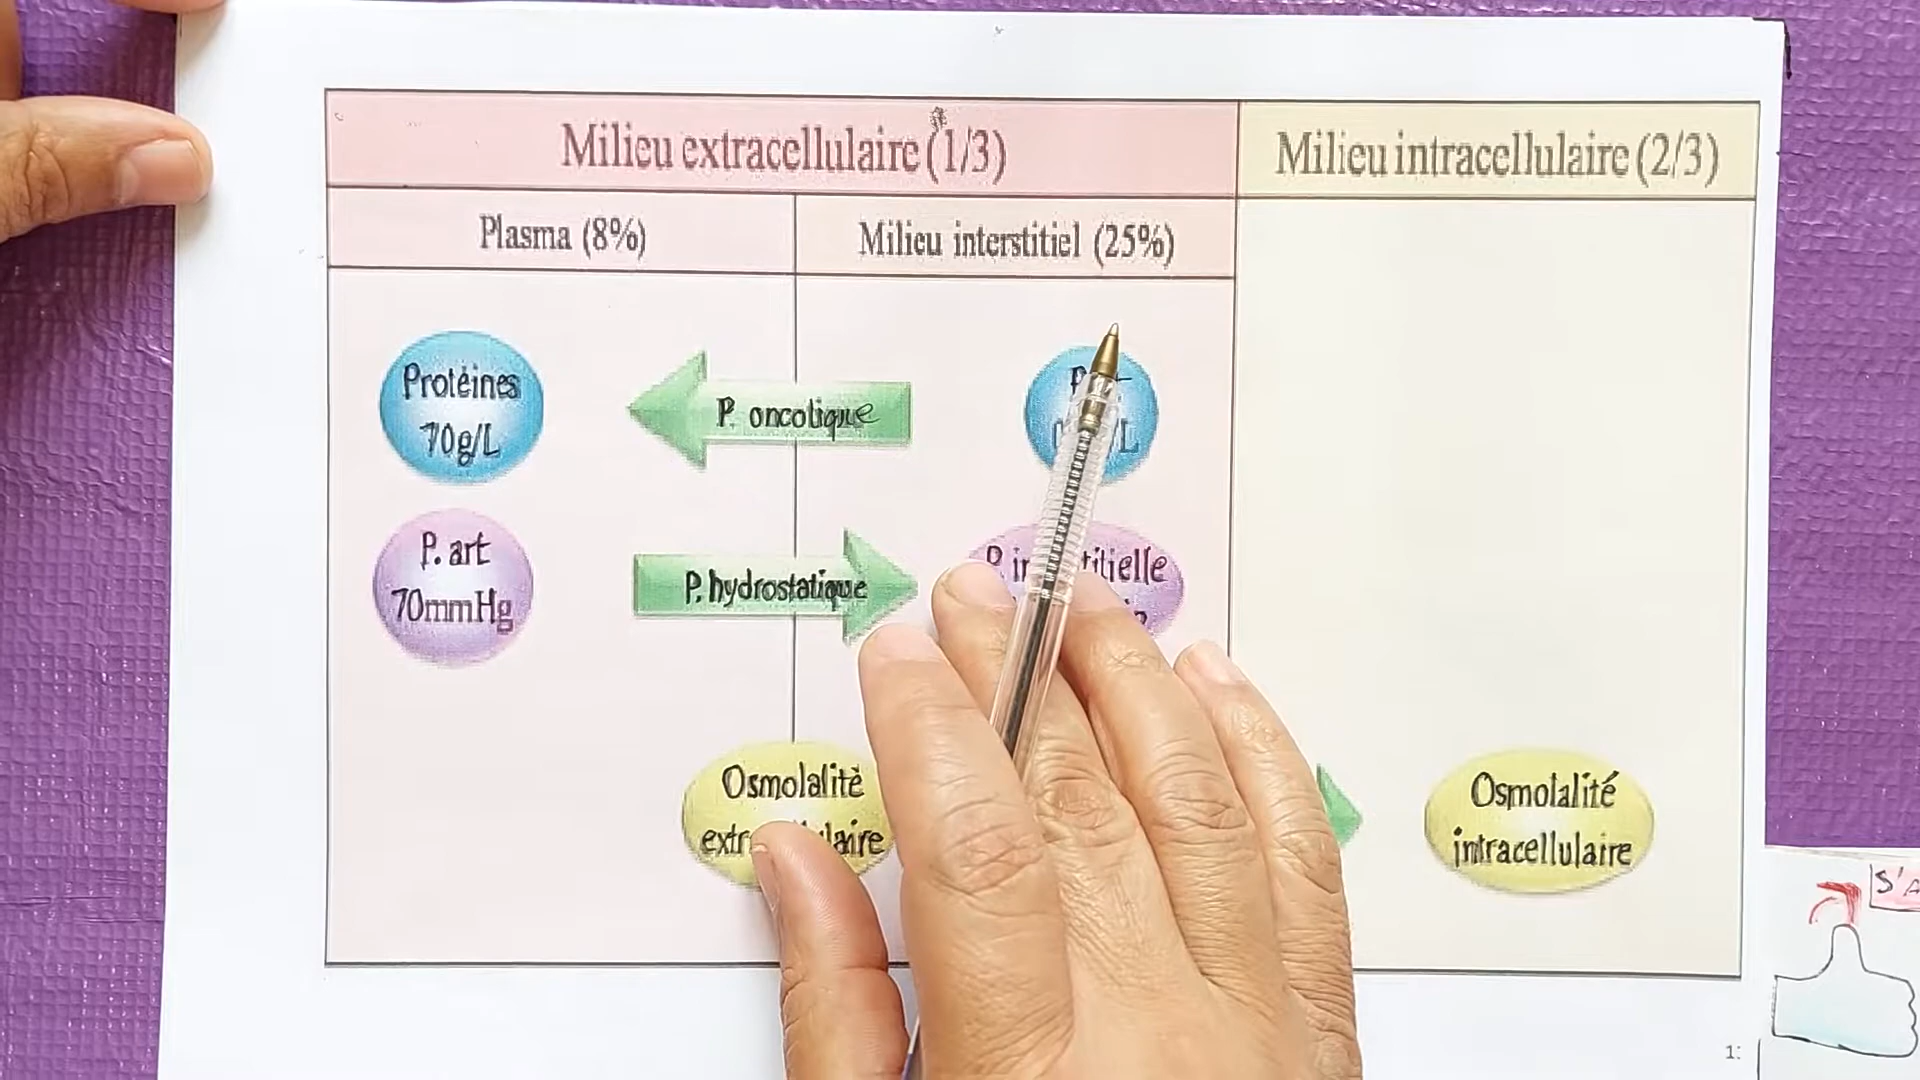 Milieu extracellulaire (1/3)
Milieu intracellulaire (2/3)
Plasma (8%)
Milieu interstitiel (25%)
Protéines
70g/L
P. oncotique
P. art
70mmHg
P. hydrostatique
Osmolalité
Osmolalité
intracellulaire